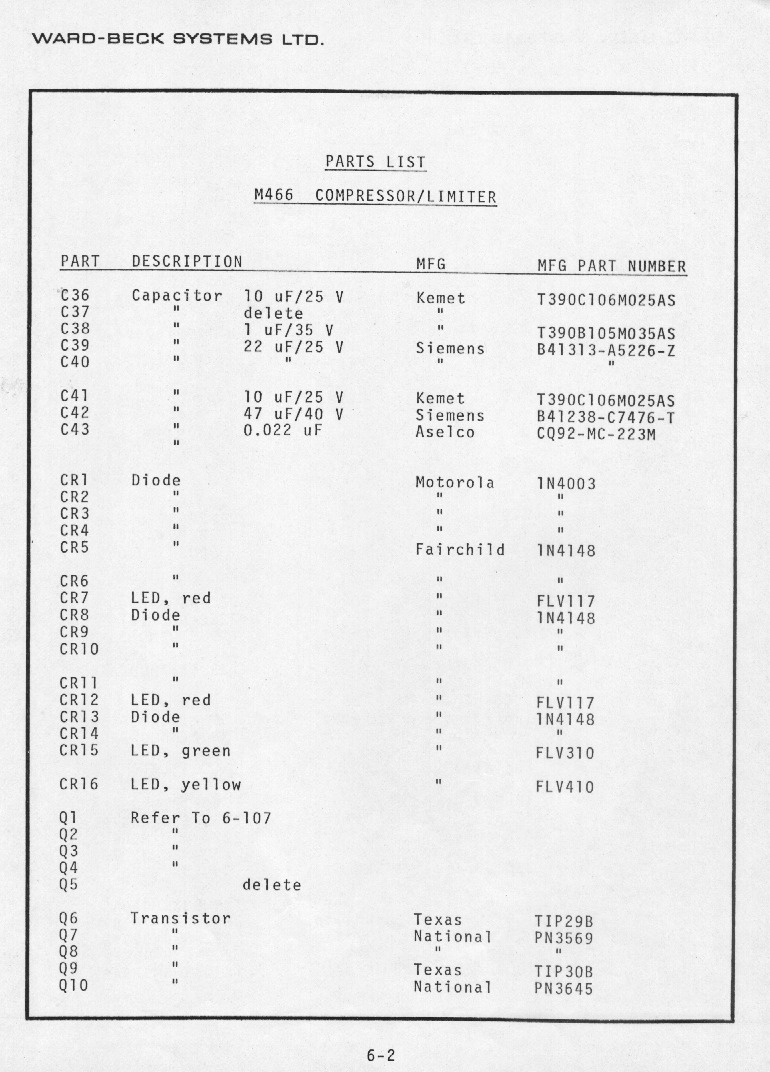 WARD-BECK SYSTEMS LTD.
PARTS LIST
M466 COMPRESSOR/LIMITER
PART DESCRIPTION MFG MFG PART NUMBER
C36 Capacitor 10 uF/25 V Kemet T390C106M025AS
C37 " delete "
C38 " 1 uF/35 V " T390B105M035AS
C39 " 22 uF/25 V Siemens B41313-A5226-Z
C40 " " " "
C41 " 10 uF/25 V Kemet T390C106M025AS
C42 " 47 uF/40 V Siemens B41238-C7476-T
C43 " 0.022 uF Aselco CQ92-MC-223M
"
CR1 Diode Motorola 1N4003
CR2 " " "
CR3 " " "
CR4 " " "
CR5 " Fairchild 1N4148
CR6 " " "
CR7 LED, red " FLV117
CR8 Diode " 1N4148
CR9 " " "
CR10 " " "
CR11 " " "
CR12 LED, red " FLV117
CR13 Diode " 1N4148
CR14 " " "
CR15 LED, green " FLV310
CR16 LED, yellow " FLV410
Q1 Refer To 6-107
Q2 "
Q3 "
Q4 "
Q5 delete
Q6 Transistor Texas TIP29B
Q7 " National PN3569
Q8 " " "
Q9 " Texas TIP30B
Q10 " National PN3645
6-2